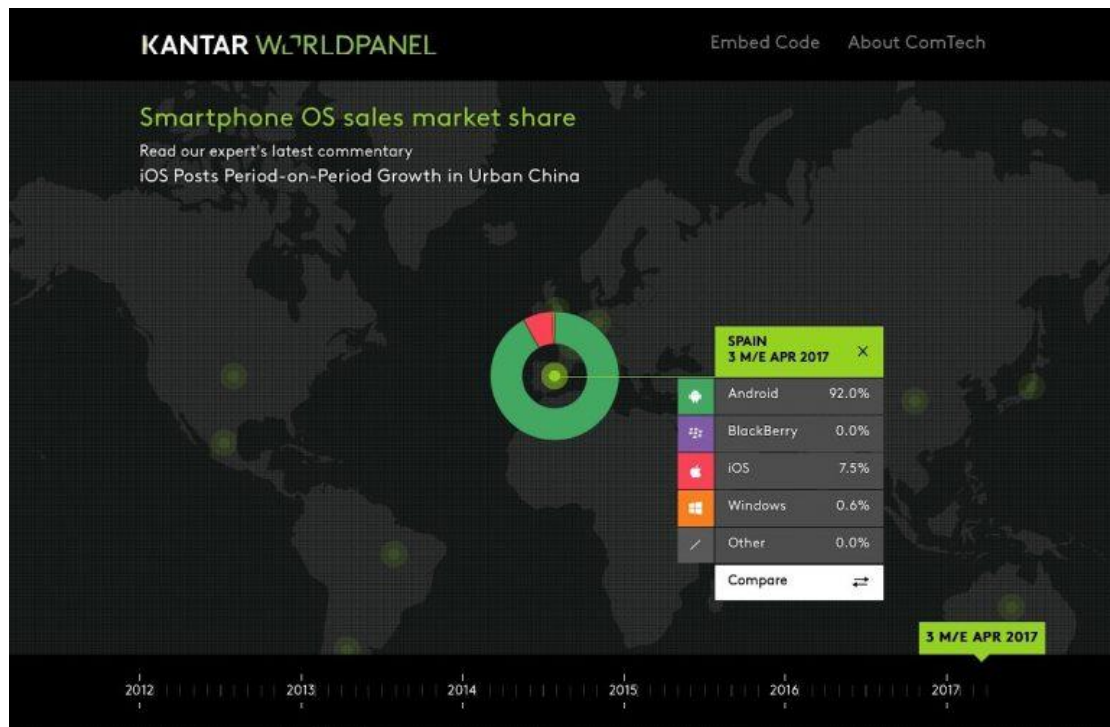 KANTAR WORLDPANEL
Embed Code About ComTech
Smartphone OS sales market share
Read our expert's latest commentary
iOS Posts Period-on-Period Growth in Urban China
SPAIN
3 M/E APR 2017
Android 92.0%
BlackBerry 0.0%
iOS 7.5%
Windows 0.6%
Other 0.0%
Compare
3 M/E APR 2017
2012 2013 2014 2015 2016 2017